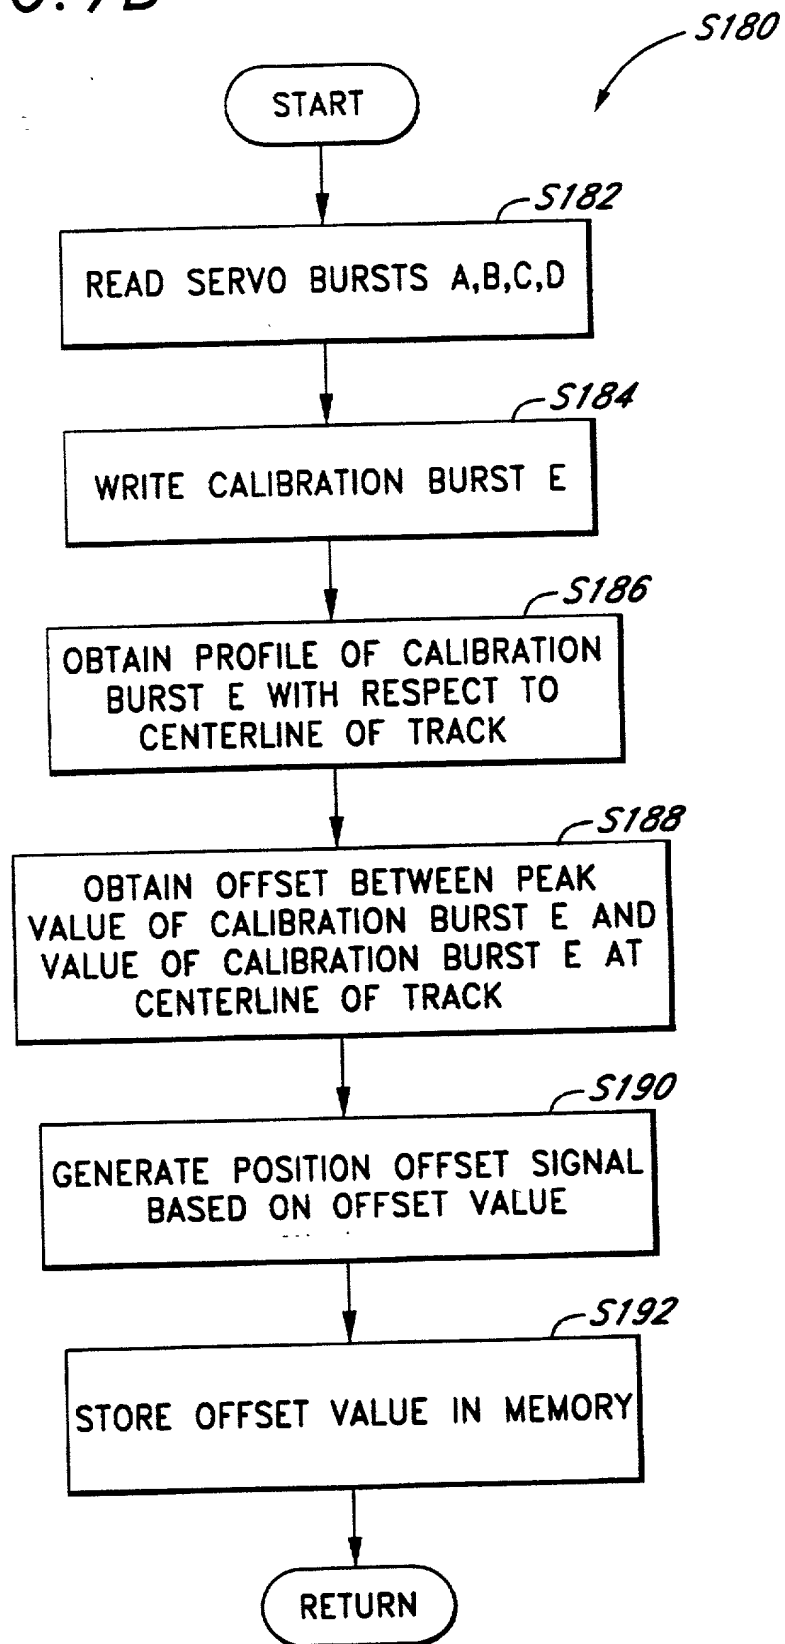 S180
START
S182
READ SERVO BURSTS A,B,C,D
S184
WRITE CALIBRATION BURST E
S186
OBTAIN PROFILE OF CALIBRATION
BURST E WITH RESPECT TO
CENTERLINE OF TRACK
S188
OBTAIN OFFSET BETWEEN PEAK
VALUE OF CALIBRATION BURST E AND
VALUE OF CALIBRATION BURST E AT
CENTERLINE OF TRACK
S190
GENERATE POSITION OFFSET SIGNAL
BASED ON OFFSET VALUE
S192
STORE OFFSET VALUE IN MEMORY
RETURN